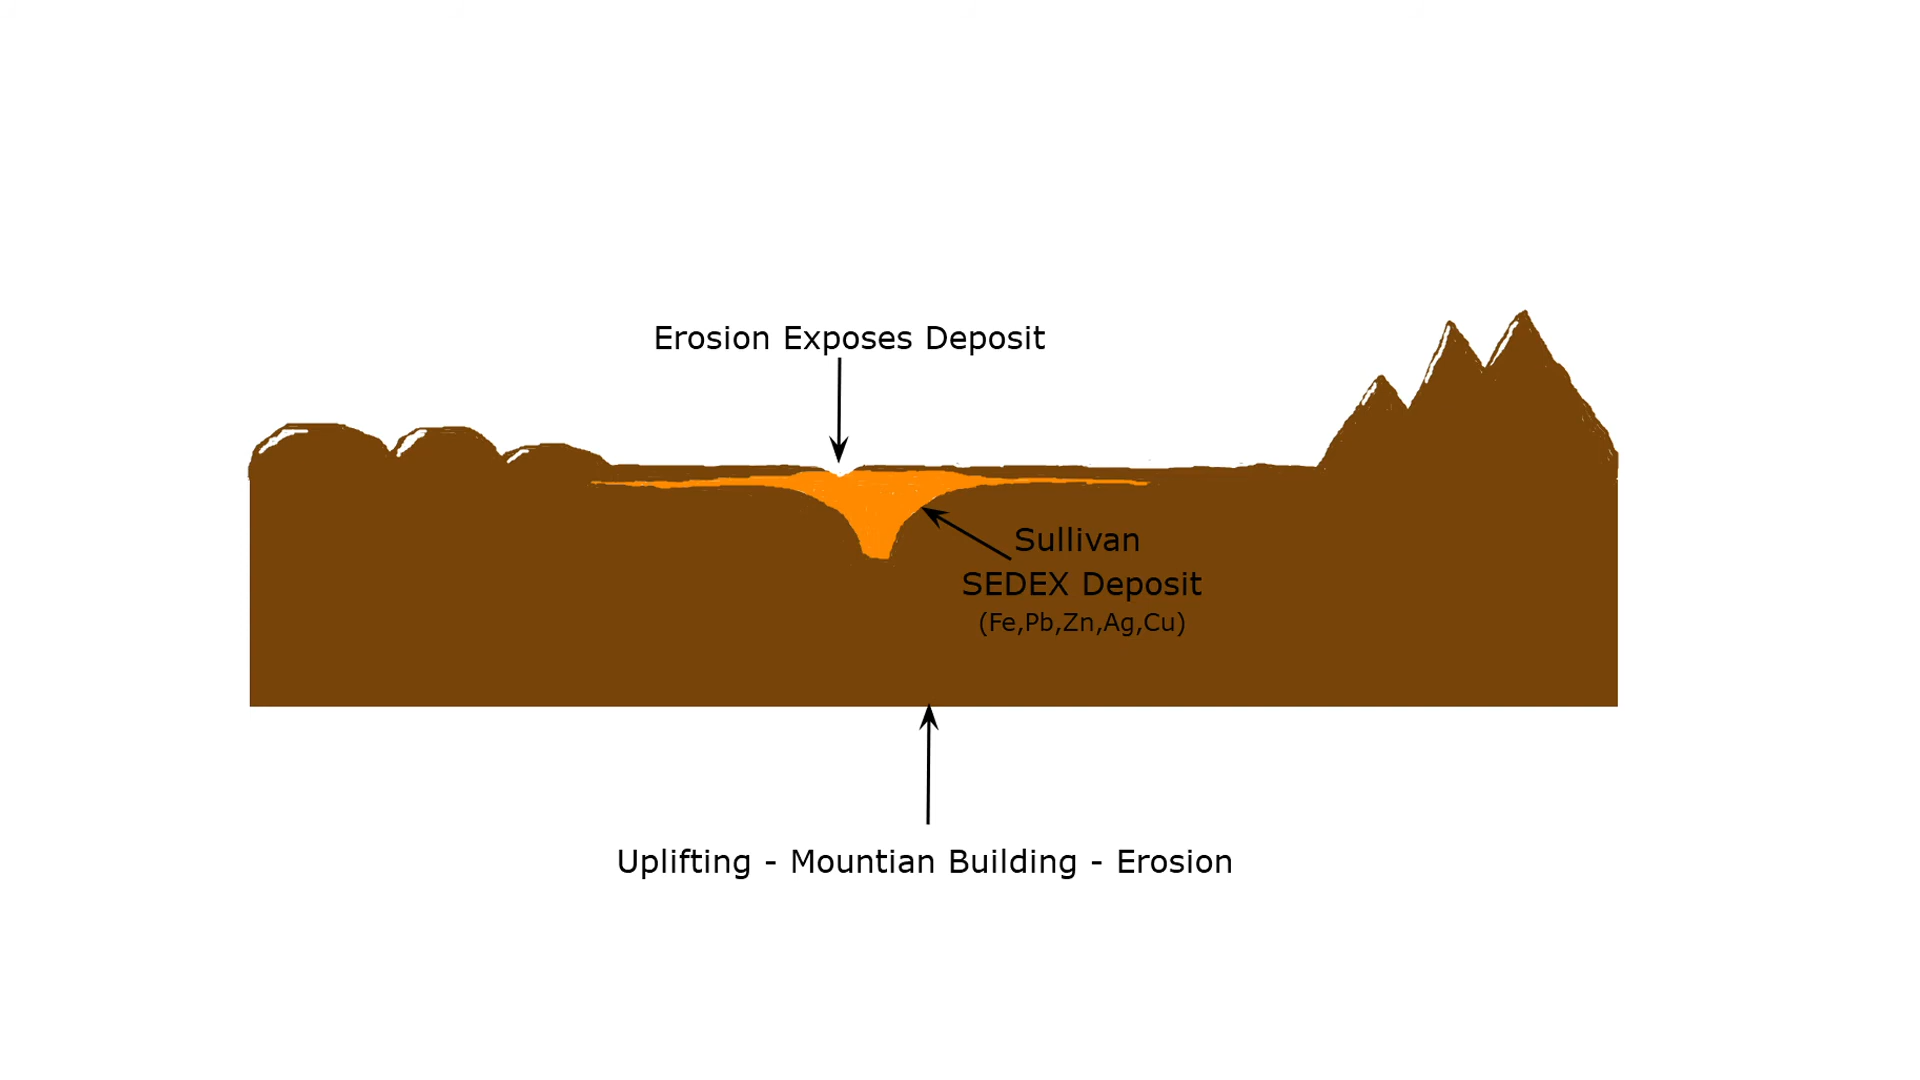 Erosion Exposes Deposit
Sullivan
SEDEX Deposit
(Fe,Pb,Zn,Ag,Cu)
Uplifting - Mountian Building - Erosion